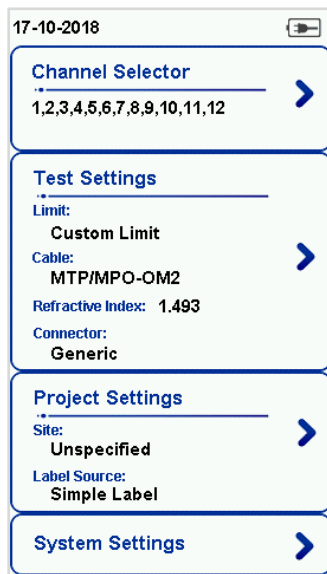 17-10-2018
Channel Selector
1,2,3,4,5,6,7,8,9,10,11,12
Test Settings
Limit:
Custom Limit
Cable:
MTP/MPO-OM2
Refractive Index: 1.493
Connector:
Generic
Project Settings
Site:
Unspecified
Label Source:
Simple Label
System Settings